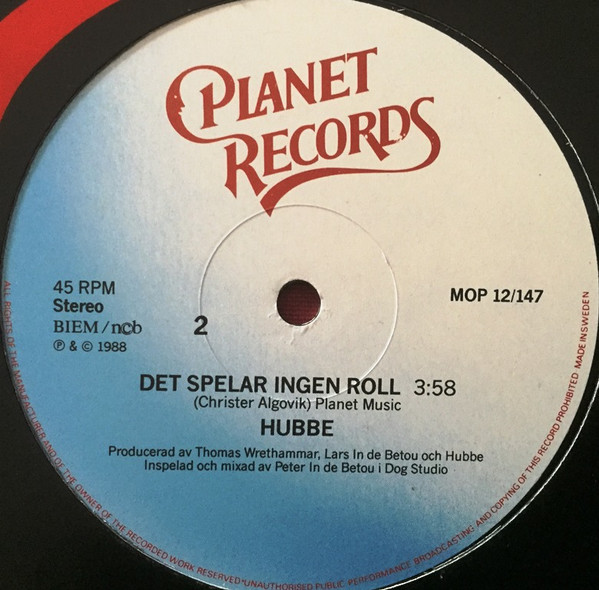 PLANET
RECORDS
45 RPM
Stereo
BIEM/ncb
Ⓟ & © 1988
2
MOP 12/147
DET SPELAR INGEN ROLL 3:58
(Christer Algovik) Planet Music
HUBBE
Producerad av Thomas Wrethammar, Lars In de Betou och Hubbe
Inspelad och mixad av Peter In de Betou i Dog Studio
ALL RIGHTS OF THE MANUFACTURER AND OF THE OWNER OF THE RECORDED WORK RESERVED·UNAUTHORISED PUBLIC PERFORMANCE BROADCASTING AND COPYING OF THIS RECORD PROHIBITED MADE IN SWEDEN